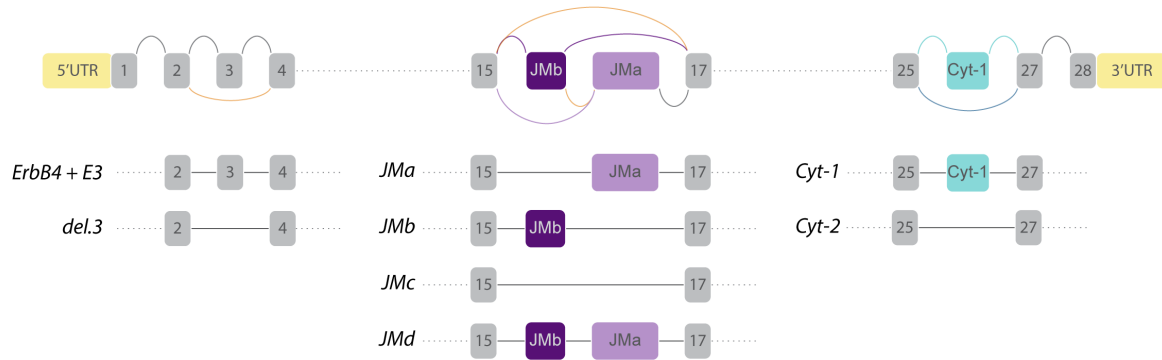 5'UTR 1 2 3 4 15 JMb JMa 17 25 Cyt-1 27 28 3'UTR
ErbB4 + E3 2 3 4 JMa 15 JMa 17 Cyt-1 25 Cyt-1 27
del.3 2 4 JMb 15 JMb 17 Cyt-2 25 27
JMc 15 17
JMd 15 JMb JMa 17